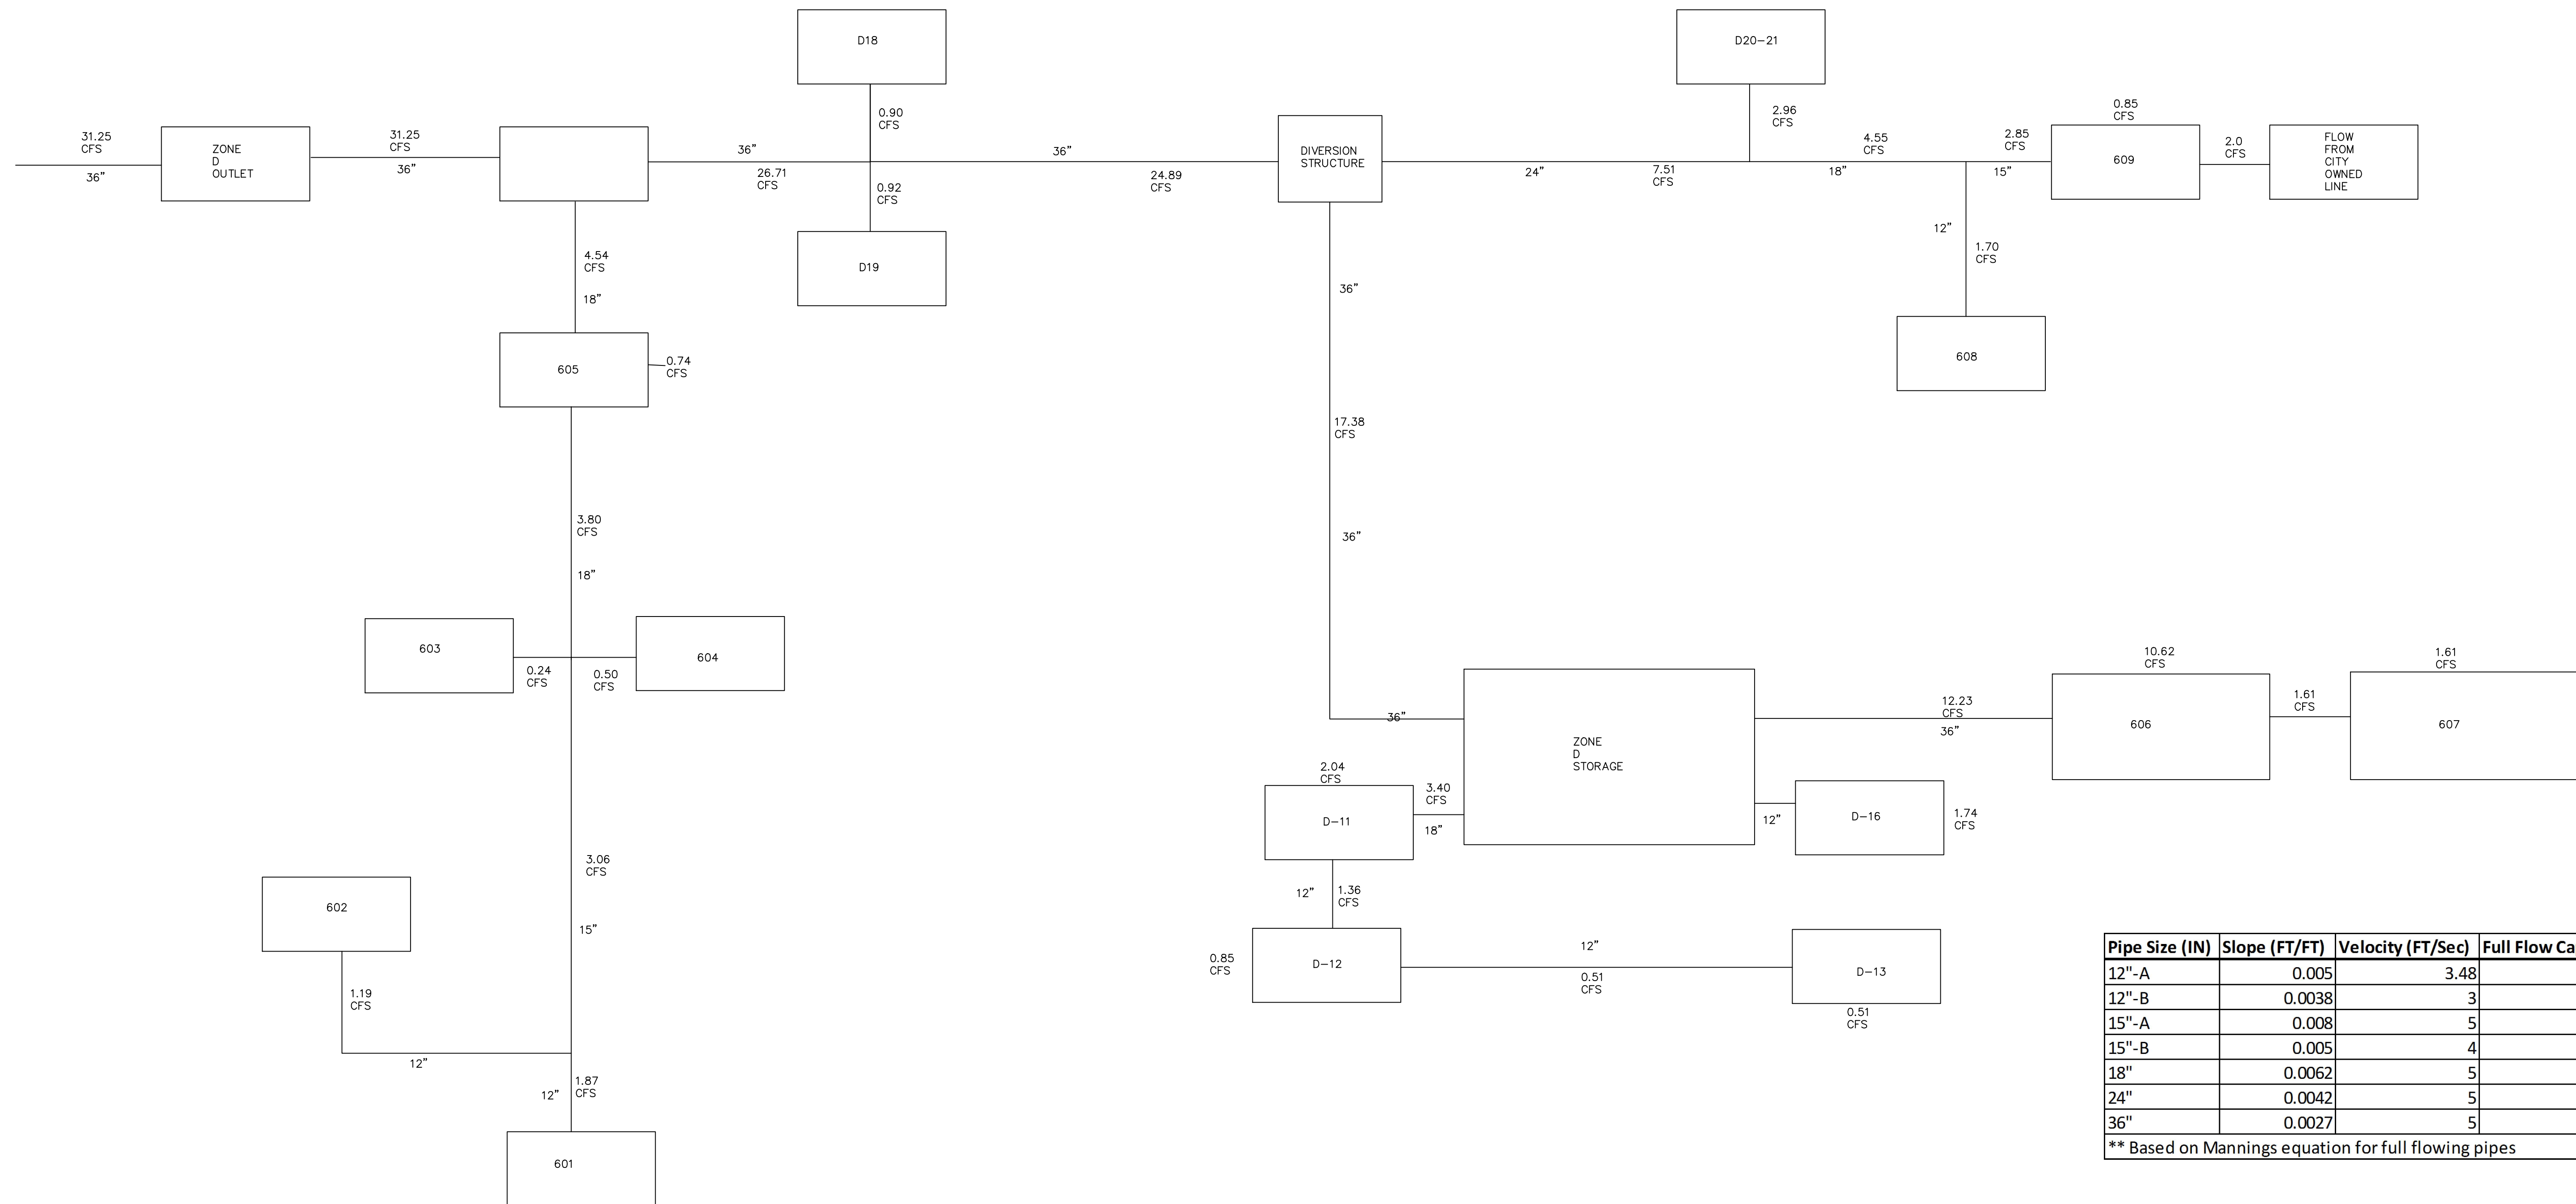 D18
0.90
CFS
D20-21
2.96
CFS
31.25
CFS
36"
ZONE
D
OUTLET
31.25
CFS
36"
36"
26.71
CFS
0.92
CFS
D19
36"
24.89
CFS
DIVERSION
STRUCTURE
24"
7.51
CFS
4.55
CFS
18"
2.85
CFS
15"
0.85
CFS
609
2.0
CFS
FLOW
FROM
CITY
OWNED
LINE
12"
1.70
CFS
608
4.54
CFS
18"
605
0.74
CFS
3.80
CFS
18"
603
0.24
CFS
0.50
CFS
604
3.06
CFS
15"
602
1.19
CFS
12"
12"
1.87
CFS
601
36"
17.38
CFS
36"
36"
ZONE
D
STORAGE
12.23
CFS
36"
10.62
CFS
606
1.61
CFS
1.61
CFS
607
2.04
CFS
D-11
3.40
CFS
18"
12"
D-16
1.74
CFS
12"
1.36
CFS
0.85
CFS
D-12
12"
0.51
CFS
D-13
0.51
CFS
Pipe Size (IN) Slope (FT/FT) Velocity (FT/Sec) Full Flow Ca
12"-A 0.005 3.48
12"-B 0.0038 3
15"-A 0.008 5
15"-B 0.005 4
18" 0.0062 5
24" 0.0042 5
36" 0.0027 5
** Based on Mannings equation for full flowing pipes